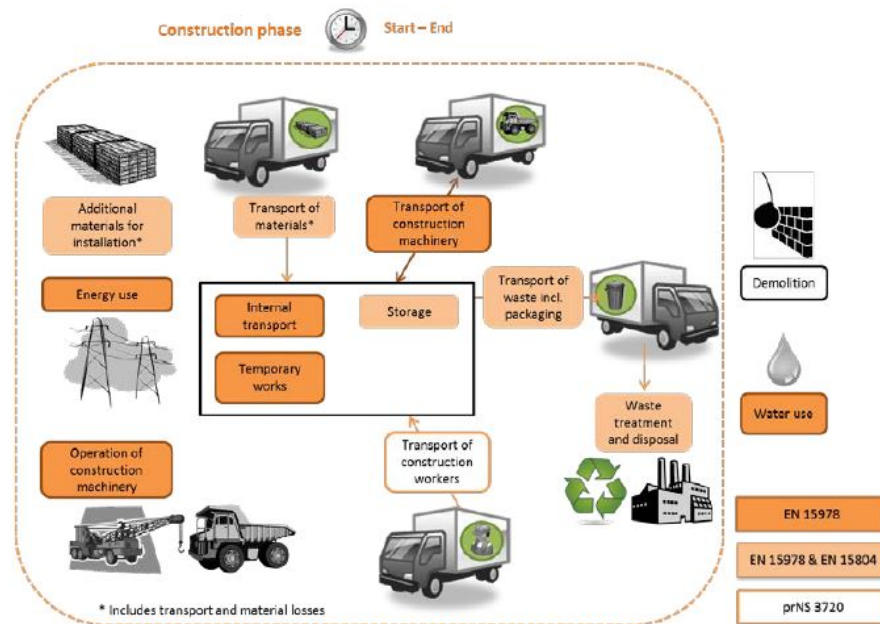 Construction phase
Start – End
Additional
materials for
installation*
Transport of
materials*
Transport of
construction
machinery
Energy use
Internal
transport
Storage
Transport of
waste incl.
packaging
Demolition
Temporary
works
Waste
treatment
and disposal
Water use
Operation of
construction
machinery
Transport of
construction
workers
EN 15978
EN 15978 & EN 15804
prNS 3720
* Includes transport and material losses